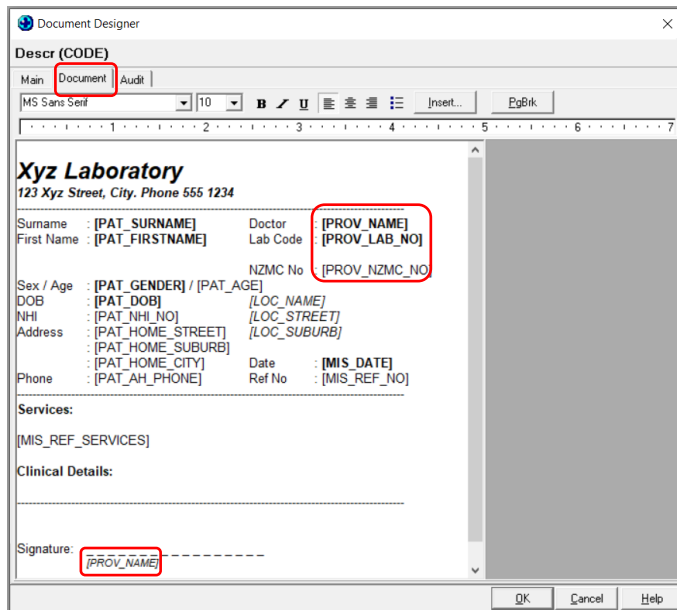 Document Designer
Descr (CODE)
Main Document Audit
MS Sans Serif 10 B I U Insert... PgBrk
1 2 3 4 5 6 7
Xyz Laboratory
123 Xyz Street, City. Phone 555 1234
Surname : [PAT_SURNAME] Doctor : [PROV_NAME]
First Name : [PAT_FIRSTNAME] Lab Code : [PROV_LAB_NO]
NZMC No : [PROV_NZMC_NO]
Sex / Age : [PAT_GENDER] / [PAT_AGE]
DOB : [PAT_DOB] [LOC_NAME]
NHI : [PAT_NHI_NO] [LOC_STREET]
Address : [PAT_HOME_STREET] [LOC_SUBURB]
: [PAT_HOME_SUBURB]
: [PAT_HOME_CITY] Date : [MIS_DATE]
Phone : [PAT_AH_PHONE] Ref No : [MIS_REF_NO]
Services:
[MIS_REF_SERVICES]
Clinical Details:
Signature: _ _ _ _ _ _ _ _ _ _ _ _ _ _ _ _ _
[PROV_NAME]
OK Cancel Help